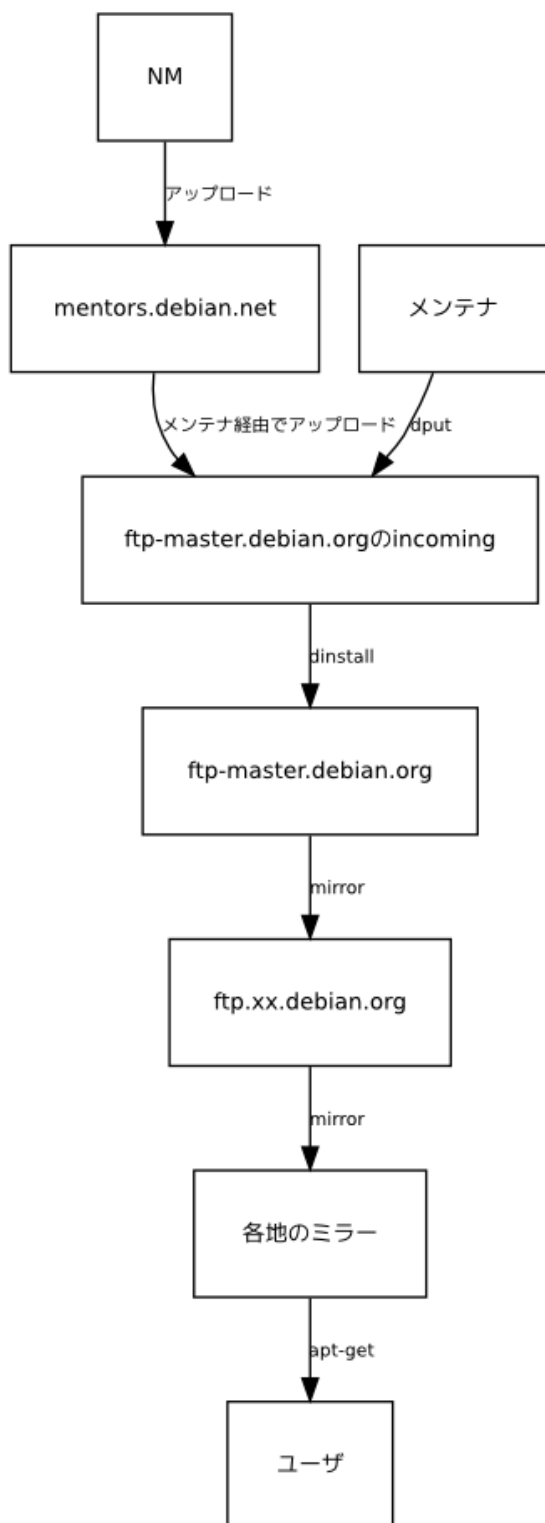 NM
アップロード
mentors.debian.net
メンテナ
メンテナ経由でアップロード
dput
ftp-master.debian.orgのincoming
dinstall
ftp-master.debian.org
mirror
ftp.xx.debian.org
mirror
各地のミラー
apt-get
ユーザ